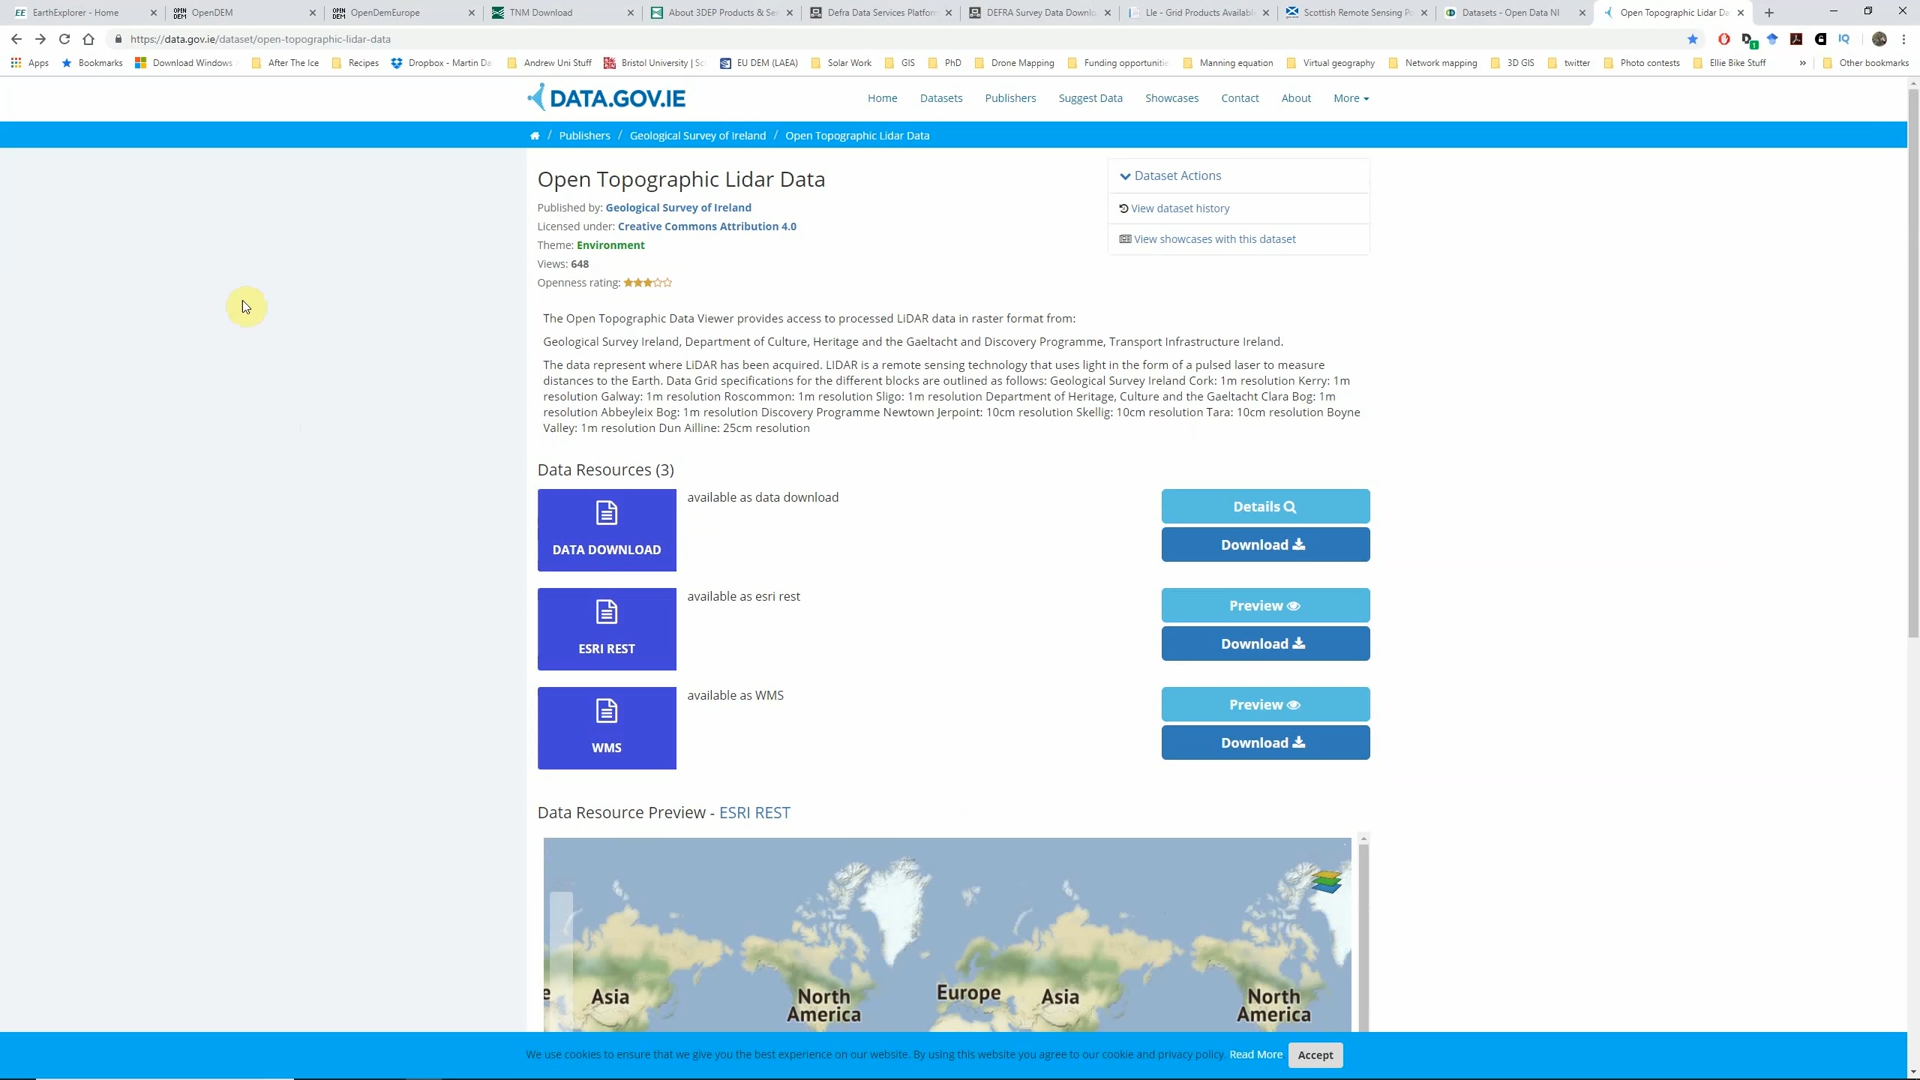 EarthExplorer - Home
OpenDEM
OpenDemEurope
TNM Download
About 3DEP Products & Se
Defra Data Services Platfor
DEFRA Survey Data Downlo
Lle - Grid Products Availabl
Scottish Remote Sensing Po
Datasets - Open Data NI
Open Topographic Lidar Da
https://data.gov.ie/dataset/open-topographic-lidar-data
Apps
Bookmarks
Download Windows
After The Ice
Recipes
Dropbox - Martin Da
Andrew Uni Stuff
Bristol University | Sc
EU DEM (LAEA)
Solar Work
GIS
PhD
Drone Mapping
Funding opportuniti
Manning equation
Virtual geography
Network mapping
3D GIS
twitter
Photo contests
Ellie Bike Stuff
»
Other bookmarks
DATA.GOV.IE
Home
Datasets
Publishers
Suggest Data
Showcases
Contact
About
More
/ Publishers / Geological Survey of Ireland / Open Topographic Lidar Data
Open Topographic Lidar Data
Published by: Geological Survey of Ireland
Licensed under: Creative Commons Attribution 4.0
Theme: Environment
Views: 648
Openness rating:
Dataset Actions
View dataset history
View showcases with this dataset
The Open Topographic Data Viewer provides access to processed LiDAR data in raster format from:
Geological Survey Ireland, Department of Culture, Heritage and the Gaeltacht and Discovery Programme, Transport Infrastructure Ireland.
The data represent where LiDAR has been acquired. LIDAR is a remote sensing technology that uses light in the form of a pulsed laser to measure
distances to the Earth. Data Grid specifications for the different blocks are outlined as follows: Geological Survey Ireland Cork: 1m resolution Kerry: 1m
resolution Galway: 1m resolution Roscommon: 1m resolution Sligo: 1m resolution Department of Heritage, Culture and the Gaeltacht Clara Bog: 1m
resolution Abbeyleix Bog: 1m resolution Discovery Programme Newtown Jerpoint: 10cm resolution Skellig: 10cm resolution Tara: 10cm resolution Boyne
Valley: 1m resolution Dun Ailline: 25cm resolution
Data Resources (3)
DATA DOWNLOAD
available as data download
Details
Download
ESRI REST
available as esri rest
Preview
Download
WMS
available as WMS
Preview
Download
Data Resource Preview - ESRI REST
Asia
North
America
Europe
Asia
North
America
We use cookies to ensure that we give you the best experience on our website. By using this website you agree to our cookie and privacy policy. Read More
Accept